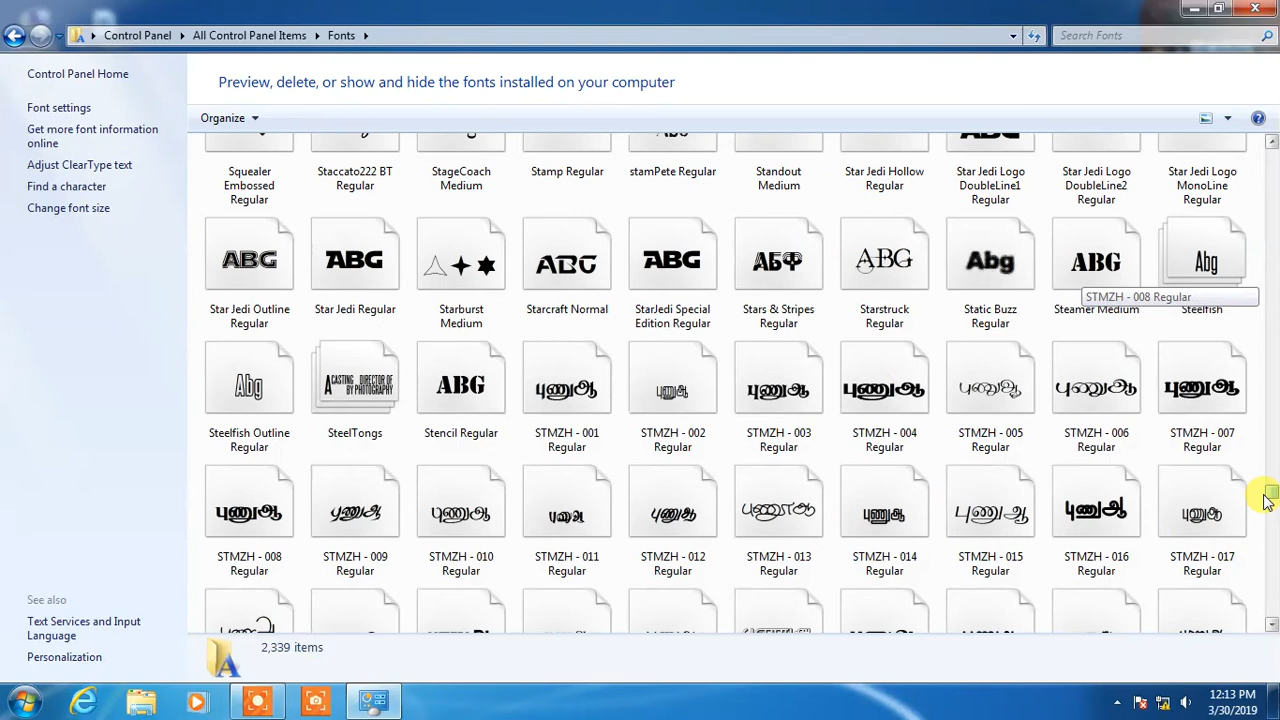 Control Panel
All Control Panel Items
Fonts
Search Fonts
Control Panel Home
Font settings
Get more font information
online
Adjust ClearType text
Find a character
Change font size
Preview, delete, or show and hide the fonts installed on your computer
Organize
Squealer
Embossed
Regular
Staccato222 BT
Regular
StageCoach
Medium
Stamp Regular
stamPete Regular
Standout
Medium
Star Jedi Hollow
Regular
Star Jedi Logo
DoubleLine1
Regular
Star Jedi Logo
DoubleLine2
Regular
Star Jedi Logo
MonoLine
Regular
ABG
ABG
ABG
ABG
АБФ
ABG
Abg
ABG
Abg
STMZH - 008 Regular
Star Jedi Outline
Regular
Star Jedi Regular
Starburst
Medium
Starcraft Normal
StarJedi Special
Edition Regular
Stars & Stripes
Regular
Starstruck
Regular
Static Buzz
Regular
Steamer Medium
Steelfish
Abg
A CASTING DIRECTOR OF
BY PHOTOGRAPHY
ABG
புணுஆ
புணுஆ
புணுஆ
புணுஆ
புணுஆ
புணுஆ
புணுஆ
Steelfish Outline
Regular
SteelTongs
Stencil Regular
STMZH - 001
Regular
STMZH - 002
Regular
STMZH - 003
Regular
STMZH - 004
Regular
STMZH - 005
Regular
STMZH - 006
Regular
STMZH - 007
Regular
புணுஆ
புணுஆ
புணுஆ
புணுஆ
புணுஆ
புணுஆ
புணுஆ
புணுஆ
புணுஆ
புணுஆ
STMZH - 008
Regular
STMZH - 009
Regular
STMZH - 010
Regular
STMZH - 011
Regular
STMZH - 012
Regular
STMZH - 013
Regular
STMZH - 014
Regular
STMZH - 015
Regular
STMZH - 016
Regular
STMZH - 017
Regular
See also
Text Services and Input
Language
Personalization
2,339 items
12:13 PM
3/30/2019